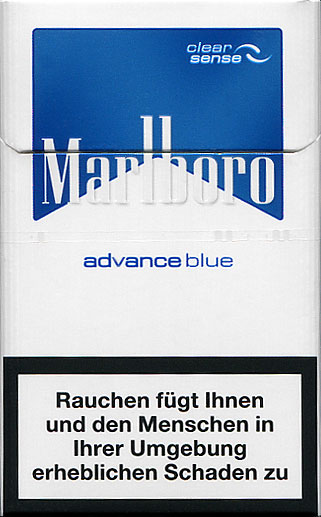 clear
sense
Marlboro
advance blue
Rauchen fügt Ihnen
und den Menschen in
Ihrer Umgebung
erheblichen Schaden zu